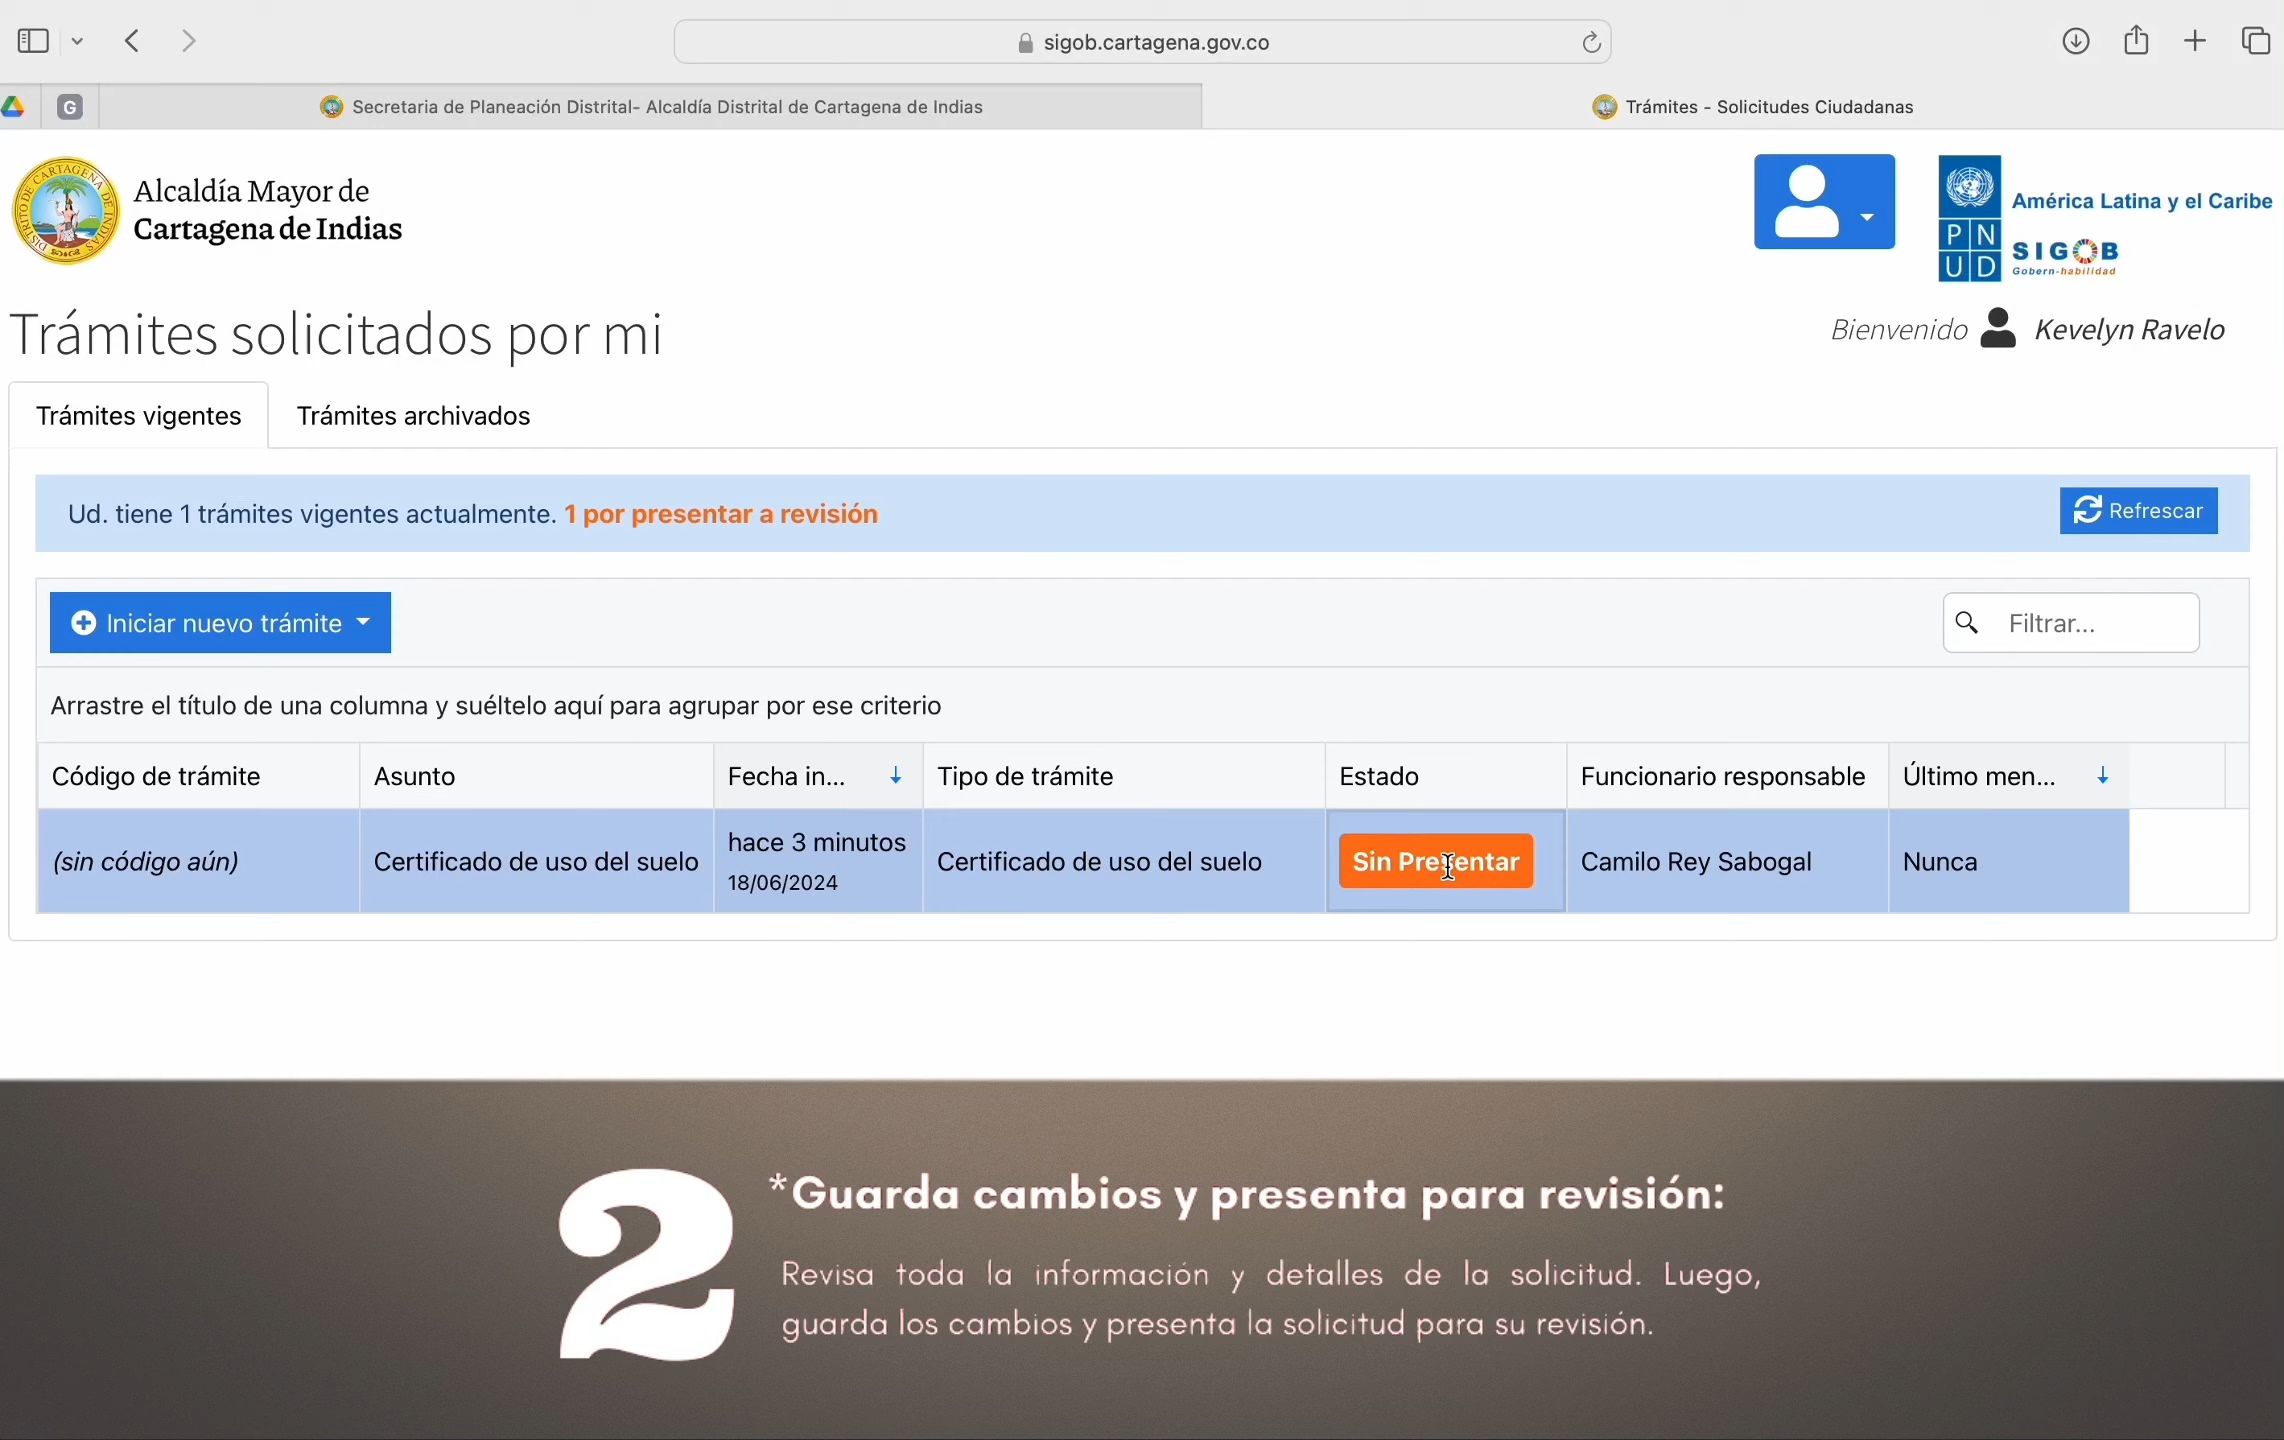 sigob.cartagena.gov.co
G
Secretaria de Planeación Distrital- Alcaldía Distrital de Cartagena de Indias
Trámites - Solicitudes Ciudadanas
DISTRITO DE CARTAGENA DE INDIAS
Alcaldía Mayor de
Cartagena de Indias
P N
U D
América Latina y el Caribe
SIGOB
Gobern-habilidad
Trámites solicitados por mi
Bienvenido Kevelyn Ravelo
Trámites vigentes
Trámites archivados
Ud. tiene 1 trámites vigentes actualmente. 1 por presentar a revisión
Refrescar
Iniciar nuevo trámite
Filtrar...
Arrastre el título de una columna y suéltelo aquí para agrupar por ese criterio
Código de trámite Asunto Fecha in... Tipo de trámite Estado Funcionario responsable Último men...
(sin código aún) Certificado de uso del suelo hace 3 minutos Certificado de uso del suelo Sin Presentar Camilo Rey Sabogal Nunca
18/06/2024
2
*Guarda cambios y presenta para revisión:
Revisa toda la información y detalles de la solicitud. Luego,
guarda los cambios y presenta la solicitud para su revisión.